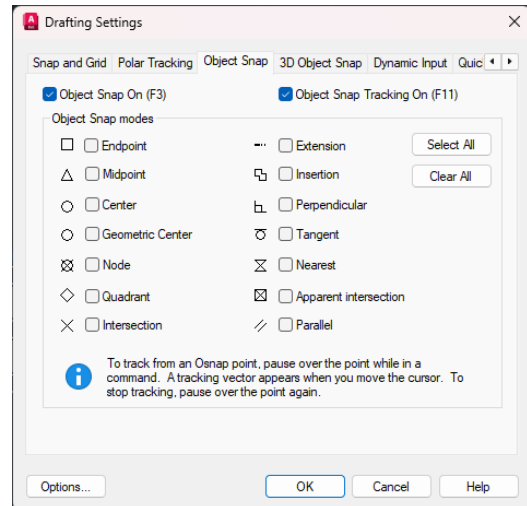 Drafting Settings
Snap and Grid Polar Tracking Object Snap 3D Object Snap Dynamic Input Quic
Object Snap On (F3) Object Snap Tracking On (F11)
Object Snap modes
Endpoint Extension Select All
Midpoint Insertion Clear All
Center Perpendicular
Geometric Center Tangent
Node Nearest
Quadrant Apparent intersection
Intersection Parallel
To track from an Osnap point, pause over the point while in a
command. A tracking vector appears when you move the cursor. To
stop tracking, pause over the point again.
Options... OK Cancel Help